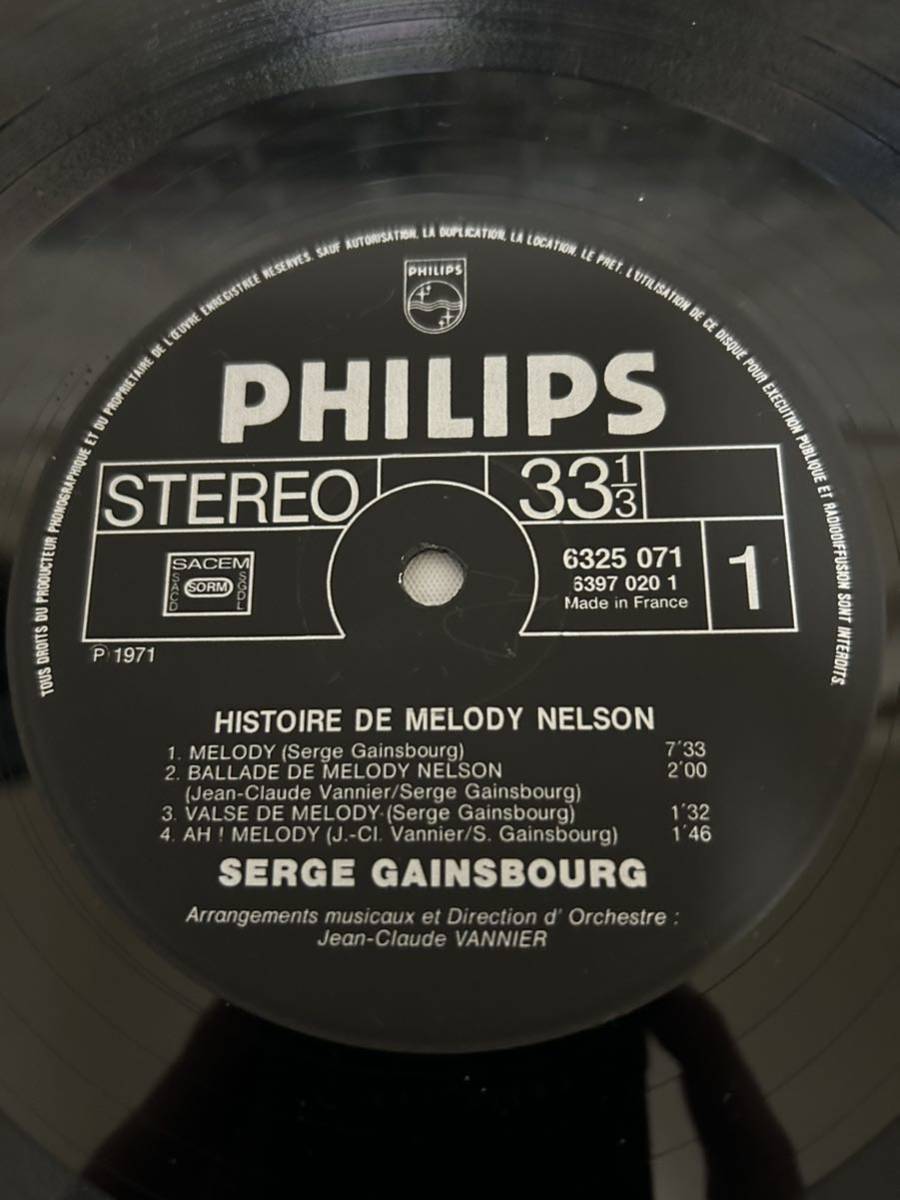 TOUS DROITS DU PRODUCTEUR PHONOGRAPHIQUE ET DU PROPRIETAIRE DE L'ŒUVRE ENREGISTREE RESERVES. SAUF AUTORISATION, LA DUPLICATION, LA LOCATION, LE PRET, L'UTILISATION DE CE DISQUE POUR EXECUTION PUBLIQUE ET RADIODIFFUSION SONT INTERDITS.
PHILIPS
PHILIPS
STEREO
33 1/3
SACEM
SACD
SORM
SGDL
6325 071
6397 020 1
Made in France
1
℗ 1971
HISTOIRE DE MELODY NELSON
1. MELODY (Serge Gainsbourg) 7'33
2. BALLADE DE MELODY NELSON 2'00
(Jean-Claude Vannier/Serge Gainsbourg)
3. VALSE DE MELODY (Serge Gainsbourg) 1'32
4. AH ! MELODY (J.-Cl. Vannier/S. Gainsbourg) 1'46
SERGE GAINSBOURG
Arrangements musicaux et Direction d' Orchestre :
Jean-Claude VANNIER